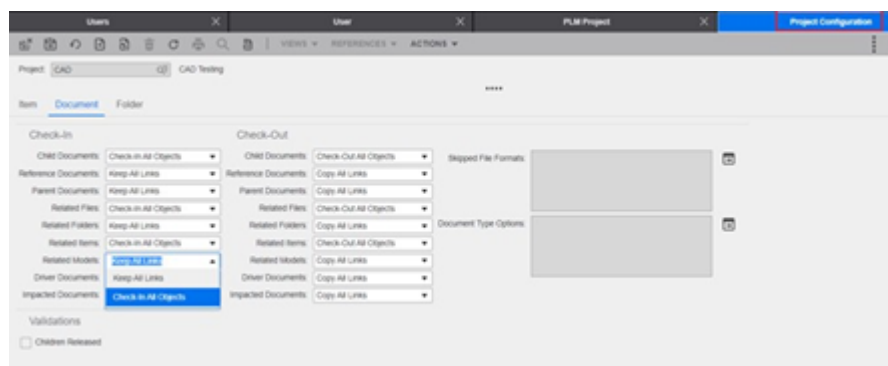 Users
User
PLM Project
Project Configuration
VIEWS REFERENCES ACTIONS
Project: CAD CAD Testing
Item Document Folder
Check-In Check-Out
Child Documents: Check-In All Objects Child Documents: Check-Out All Objects Skipped File Formats:
Reference Documents: Keep All Links Reference Documents: Copy All Links
Parent Documents: Keep All Links Parent Documents: Copy All Links
Related Files: Check-In All Objects Related Files: Check-Out All Objects
Related Folders: Keep All Links Related Folders: Copy All Links Document Type Options:
Related Items: Check-In All Objects Related Items: Check-Out All Objects
Related Models: Keep All Links Related Models: Copy All Links
Driver Documents: Keep All Links Driver Documents: Copy All Links
Impacted Documents: Check-In All Objects Impacted Documents: Copy All Links
Validations
Children Released